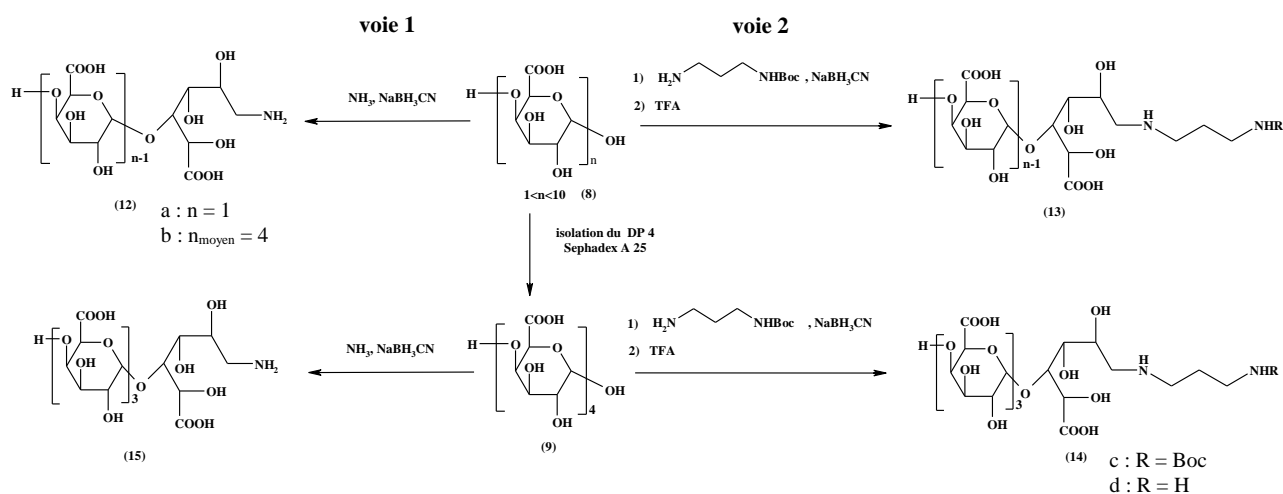 voie 1
voie 2
OH
COOH
H
O
O
OH
OH
O
OH
n-1
NH2
OH
COOH
(12)
a : n = 1
b : nmoyen = 4
NH3, NaBH3CN
COOH
H
O
O
OH
OH
n
OH
1<n<10
(8)
1)
H2N
NHBoc , NaBH3CN
2)
TFA
OH
COOH
H
O
O
OH
OH
O
OH
n-1
H
N
NHR
OH
COOH
(13)
isolation du DP 4
Sephadex A 25
OH
COOH
H
O
O
OH
OH
O
OH
3
NH2
OH
COOH
(15)
NH3, NaBH3CN
COOH
H
O
O
OH
OH
4
OH
(9)
1)
H2N
NHBoc , NaBH3CN
2)
TFA
OH
COOH
H
O
O
OH
OH
O
OH
3
H
N
NHR
OH
COOH
(14)
c : R = Boc
d : R = H